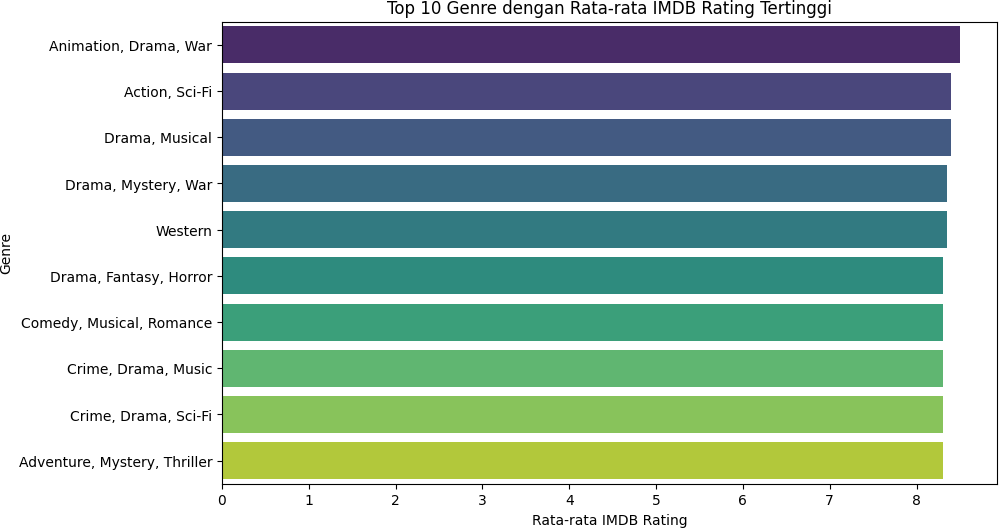 Top 10 Genre dengan Rata-rata IMDB Rating Tertinggi
Genre
Animation, Drama, War
Action, Sci-Fi
Drama, Musical
Drama, Mystery, War
Western
Drama, Fantasy, Horror
Comedy, Musical, Romance
Crime, Drama, Music
Crime, Drama, Sci-Fi
Adventure, Mystery, Thriller
0 1 2 3 4 5 6 7 8
Rata-rata IMDB Rating